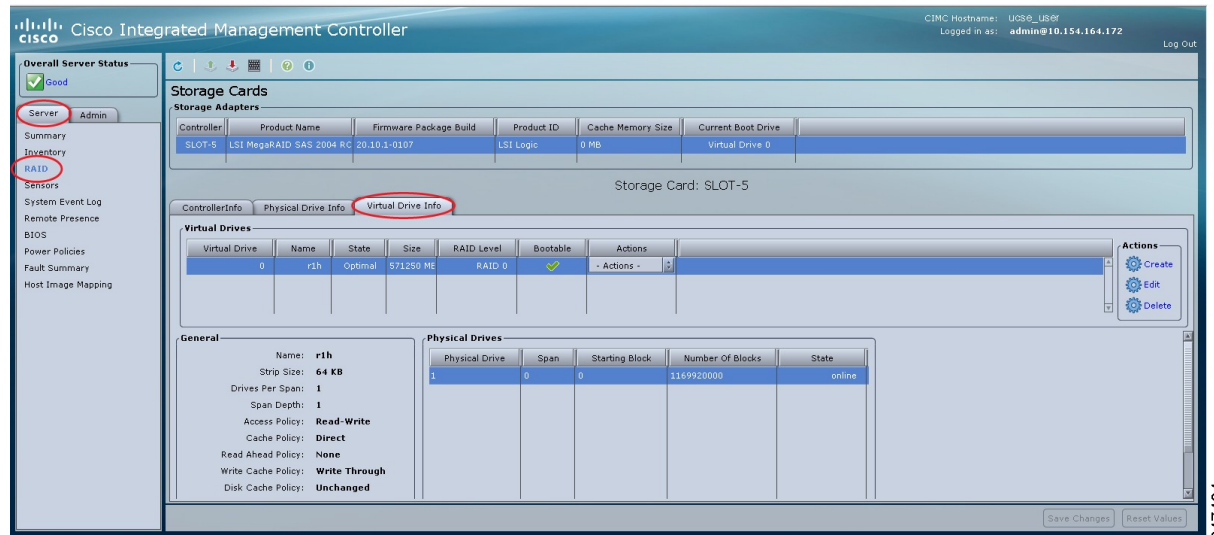 cisco Cisco Integrated Management Controller
CIMC Hostname: ucse_user
Logged in as: admin@10.154.164.172
Log Out
Overall Server Status
Good
Server Admin
Summary
Inventory
RAID
Sensors
System Event Log
Remote Presence
BIOS
Power Policies
Fault Summary
Host Image Mapping
Storage Cards
Storage Adapters
Controller Product Name Firmware Package Build Product ID Cache Memory Size Current Boot Drive
SLOT-5 LSI MegaRAID SAS 2004 RC 20.10.1-0107 LSI Logic 0 MB Virtual Drive 0
Storage Card: SLOT-5
ControllerInfo Physical Drive Info Virtual Drive Info
Virtual Drives
Virtual Drive Name State Size RAID Level Bootable Actions
0 r1h Optimal 571250 ME RAID 0 - Actions -
Actions
Create
Edit
Delete
General
Name: r1h
Strip Size: 64 KB
Drives Per Span: 1
Span Depth: 1
Access Policy: Read-Write
Cache Policy: Direct
Read Ahead Policy: None
Write Cache Policy: Write Through
Disk Cache Policy: Unchanged
Physical Drives
Physical Drive Span Starting Block Number Of Blocks State
1 0 0 1169920000 online
Save Changes Reset Values